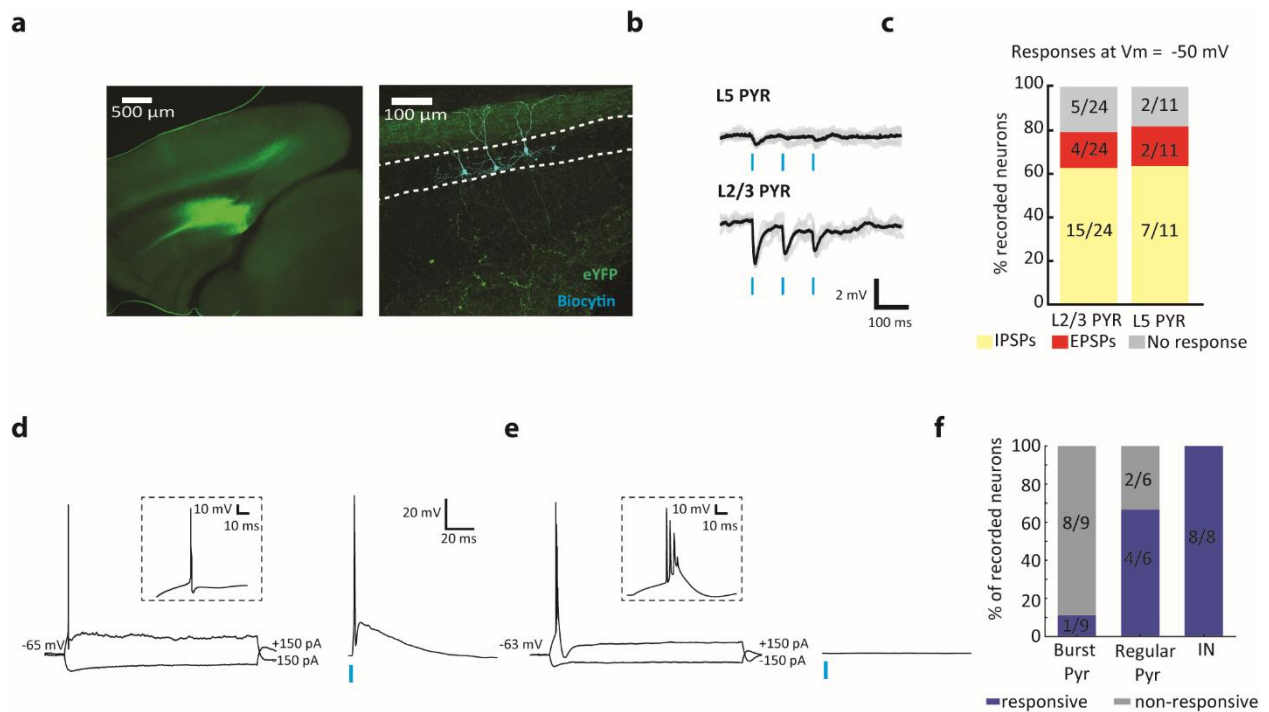 a
500 µm
100 µm
eYFP
Biocytin
b
L5 PYR
L2/3 PYR
2 mV
100 ms
c
Responses at Vm = -50 mV
% recorded neurons
100
80
60
40
20
0
5/24
2/11
4/24
2/11
15/24
7/11
L2/3 PYR
L5 PYR
IPSPs
EPSPs
No response
d
10 mV
10 ms
20 mV
20 ms
-65 mV
+150 pA
-150 pA
e
10 mV
10 ms
-63 mV
+150 pA
-150 pA
f
% of recorded neurons
100
80
60
40
20
0
8/9
1/9
2/6
4/6
8/8
Burst
Pyr
Regular
Pyr
IN
responsive
non-responsive